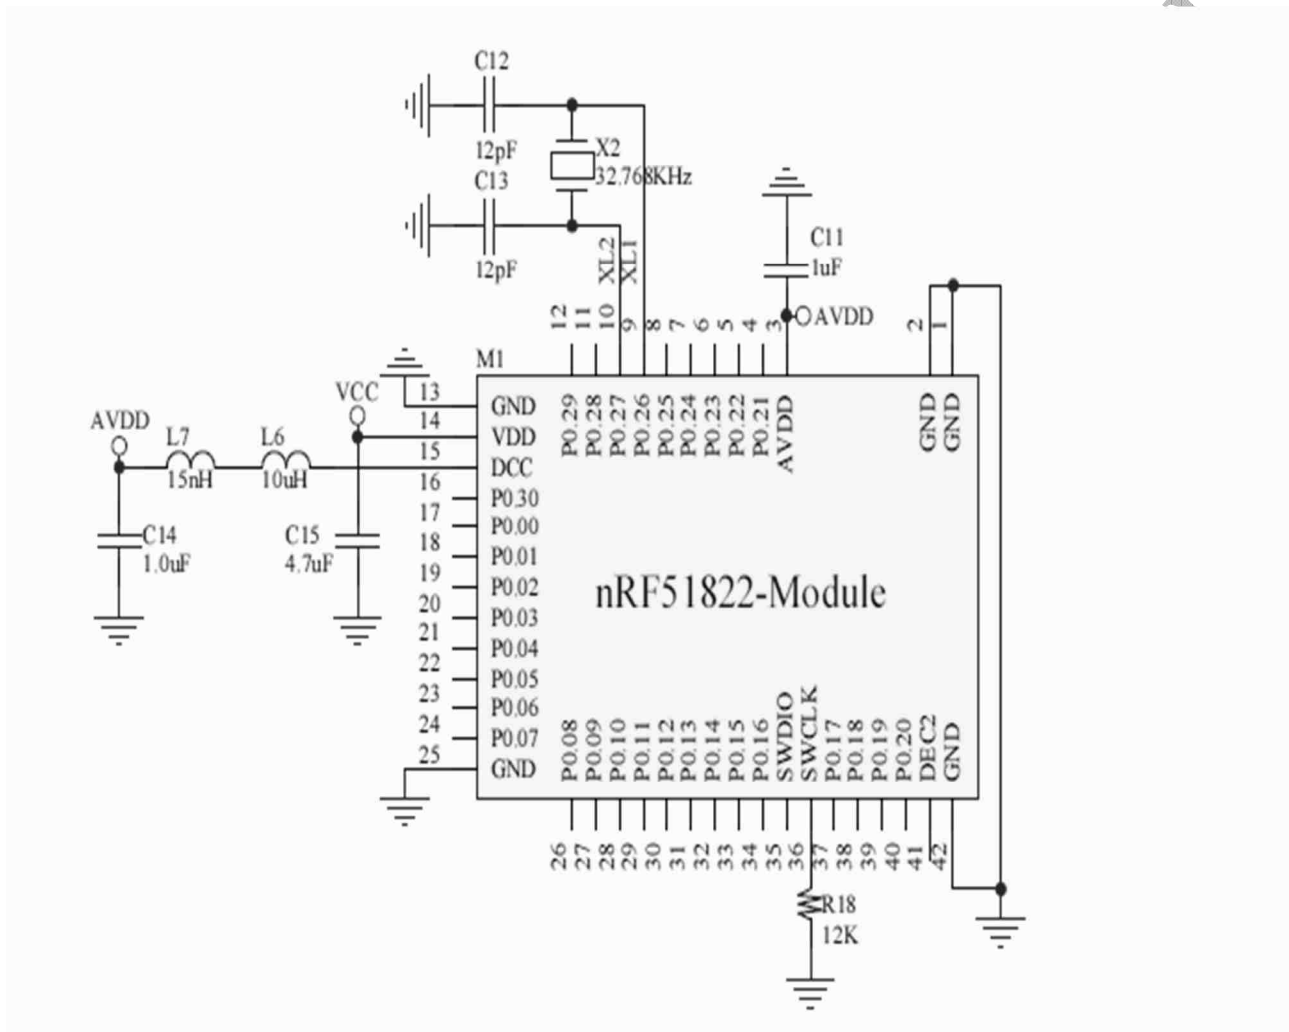 C12
12pF
X2
32.768KHz
C13
12pF
XL2
XL1
C11
1uF
AVDD
12
11
10
9
8
7
6
5
4
3
2
1
M1
P0.29
P0.28
P0.27
P0.26
P0.25
P0.24
P0.23
P0.22
P0.21
AVDD
GND
GND
VCC
AVDD
L7
15nH
L6
10uH
C14
1.0uF
C15
4.7uF
13 GND
14 VDD
15 DCC
16 P0.30
17 P0.00
18 P0.01
19 P0.02
20 P0.03
21 P0.04
22 P0.05
23 P0.06
24 P0.07
25 GND
nRF51822-Module
P0.08
P0.09
P0.10
P0.11
P0.12
P0.13
P0.14
P0.15
P0.16
SWDIO
SWCLK
P0.17
P0.18
P0.19
P0.20
DEC2
GND
26
27
28
29
30
31
32
33
34
35
36
37
38
39
40
41
42
R18
12K